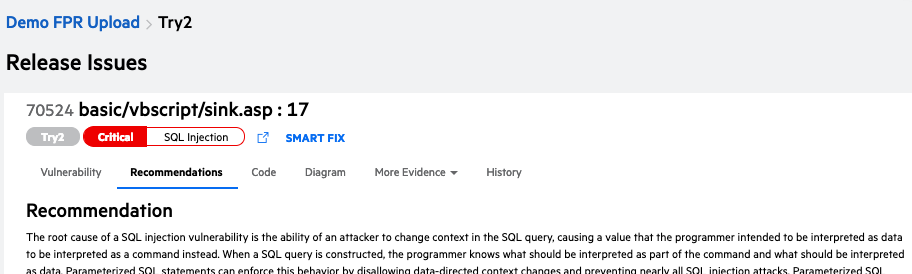 Demo FPR Upload > Try2
Release Issues
70524 basic/vbscript/sink.asp : 17
Try2 Critical SQL Injection SMART FIX
Vulnerability Recommendations Code Diagram More Evidence History
Recommendation
The root cause of a SQL injection vulnerability is the ability of an attacker to change context in the SQL query, causing a value that the programmer intended to be interpreted as data
to be interpreted as a command instead. When a SQL query is constructed, the programmer knows what should be interpreted as part of the command and what should be interpreted
as data. Parameterized SQL statements can enforce this behavior by disallowing data-directed context changes and preventing nearly all SQL injection attacks. Parameterized SQL